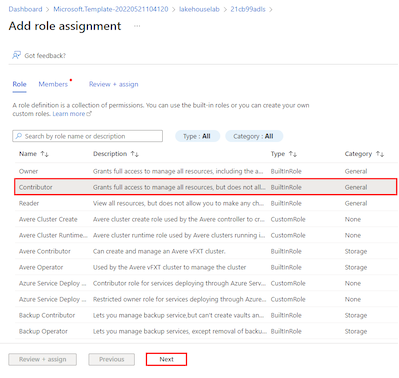 Dashboard > Microsoft.Template-20220521104120 > lakehouselab > 21cb99adls >
Add role assignment ...
Got feedback?
Role Members Review + assign
A role definition is a collection of permissions. You can use the built-in roles or you can create your own
custom roles. Learn more
Search by role name or description Type : All Category : All
Name ↑↓ Description ↑↓ Type ↑↓ Category ↑↓
Owner Grants full access to manage all resources, including the a... BuiltInRole General
Contributor Grants full access to manage all resources, but does not all... BuiltInRole General
Reader View all resources, but does not allow you to make any ch... BuiltInRole General
Avere Cluster Create Avere cluster create role used by the Avere controller to cr... CustomRole None
Avere Cluster Runtime... Avere cluster runtime role used by Avere clusters running i... CustomRole None
Avere Contributor Can create and manage an Avere vFXT cluster. BuiltInRole Storage
Avere Operator Used by the Avere vFXT cluster to manage the cluster BuiltInRole Storage
Azure Service Deploy ... Contributor role for services deploying through Azure Serv... CustomRole None
Azure Service Deploy ... Restricted owner role for services deploying through Azur... CustomRole None
Backup Contributor Lets you manage backup service,but can't create vaults an... BuiltInRole Storage
Backup Operator Lets you manage backup services, except removal of backu... BuiltInRole Storage
Review + assign Previous Next